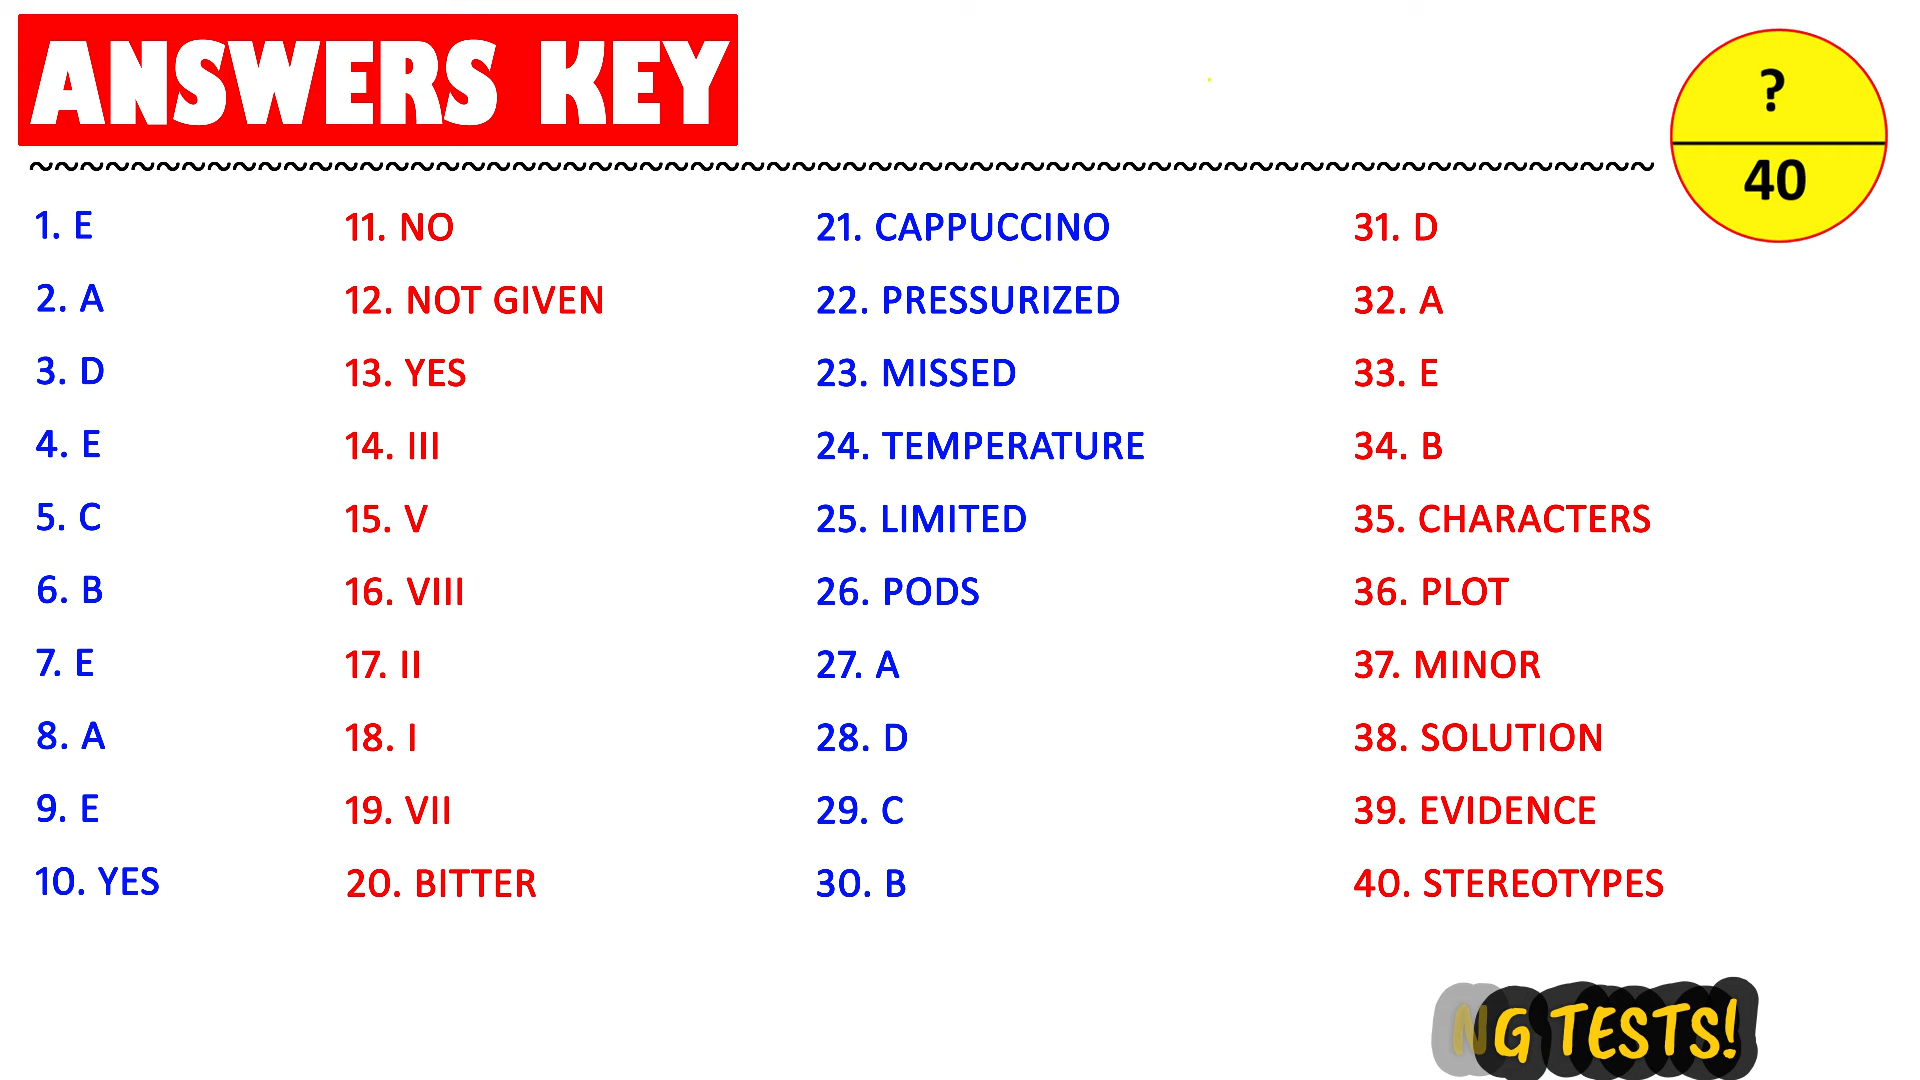 ANSWERS KEY
?
40
~~~~~~~~~~~~~~~~~~~~~~~~~~~~~~~~~~~~~~~~~~~~~~~~~~~~~~~~~~~~~~~
1. E
2. A
3. D
4. E
5. C
6. B
7. E
8. A
9. E
10. YES
11. NO
12. NOT GIVEN
13. YES
14. III
15. V
16. VIII
17. II
18. I
19. VII
20. BITTER
21. CAPPUCCINO
22. PRESSURIZED
23. MISSED
24. TEMPERATURE
25. LIMITED
26. PODS
27. A
28. D
29. C
30. B
31. D
32. A
33. E
34. B
35. CHARACTERS
36. PLOT
37. MINOR
38. SOLUTION
39. EVIDENCE
40. STEREOTYPES
NG TESTS!